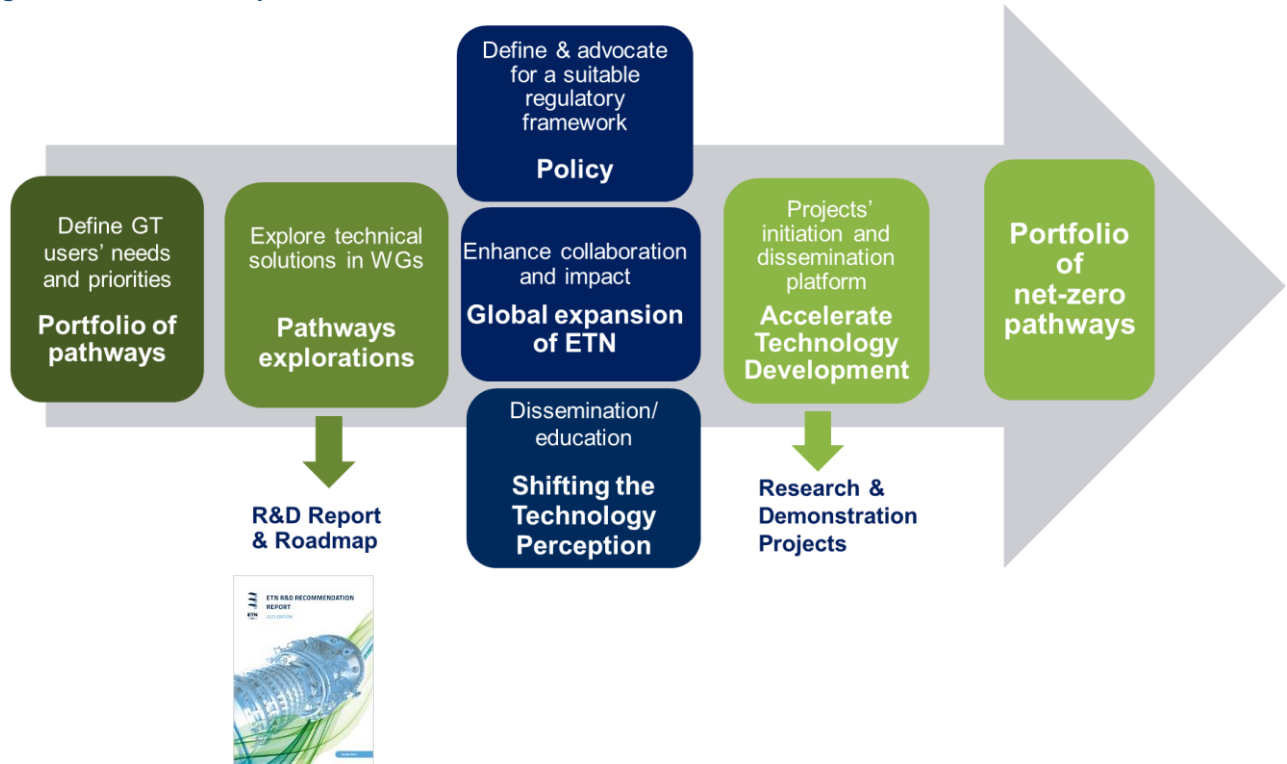 Define & advocate
for a suitable
regulatory
framework
Policy
Define GT
users' needs
and priorities
Portfolio of
pathways
Explore technical
solutions in WGs
Pathways
explorations
Enhance collaboration
and impact
Global expansion
of ETN
Dissemination/
education
Shifting the
Technology
Perception
Projects'
initiation and
dissemination
platform
Accelerate
Technology
Development
Portfolio
of
net-zero
pathways
R&D Report
& Roadmap
Research &
Demonstration
Projects
ETN R&D RECOMMENDATION
REPORT
ETN